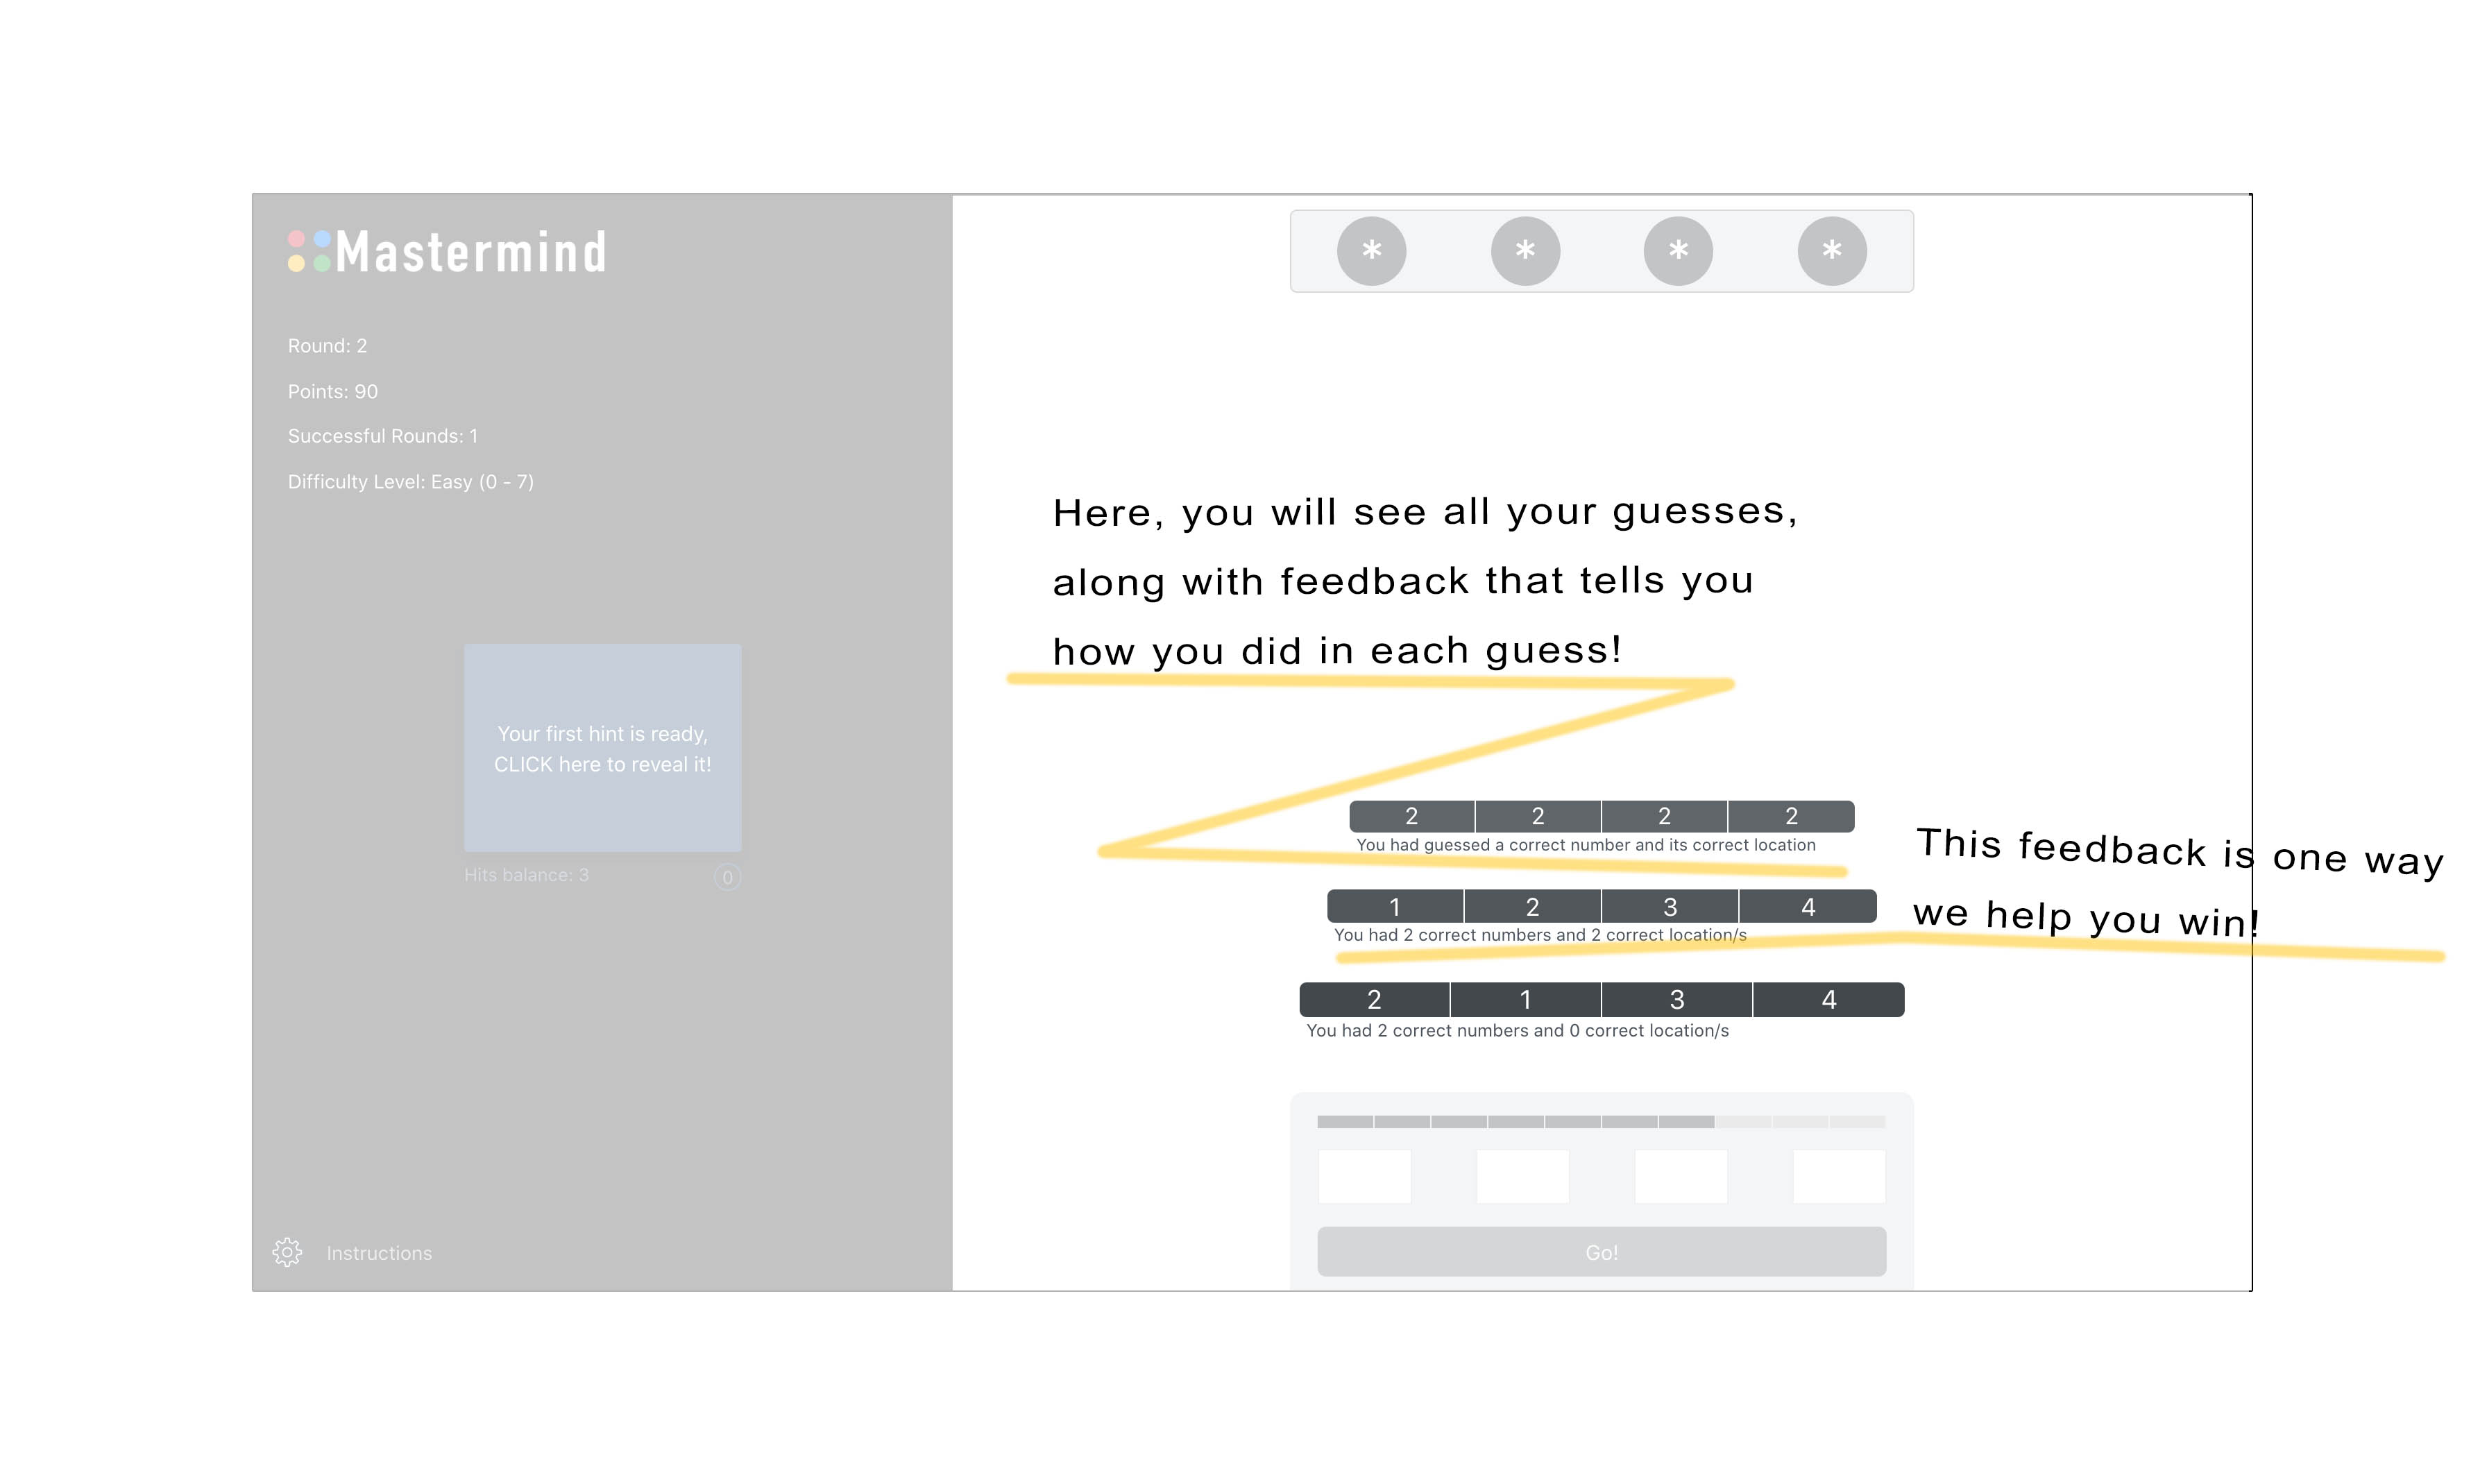 Mastermind
Round: 2
Points: 90
Successful Rounds: 1
Difficulty Level: Easy (0 - 7)
Your first hint is ready,
CLICK here to reveal it!
Hits balance: 3
0
Instructions
* * * *
Here, you will see all your guesses,
along with feedback that tells you
how you did in each guess!
2 2 2 2
You had guessed a correct number and its correct location
1 2 3 4
You had 2 correct numbers and 2 correct location/s
This feedback is one way
we help you win!
2 1 3 4
You had 2 correct numbers and 0 correct location/s
Go!